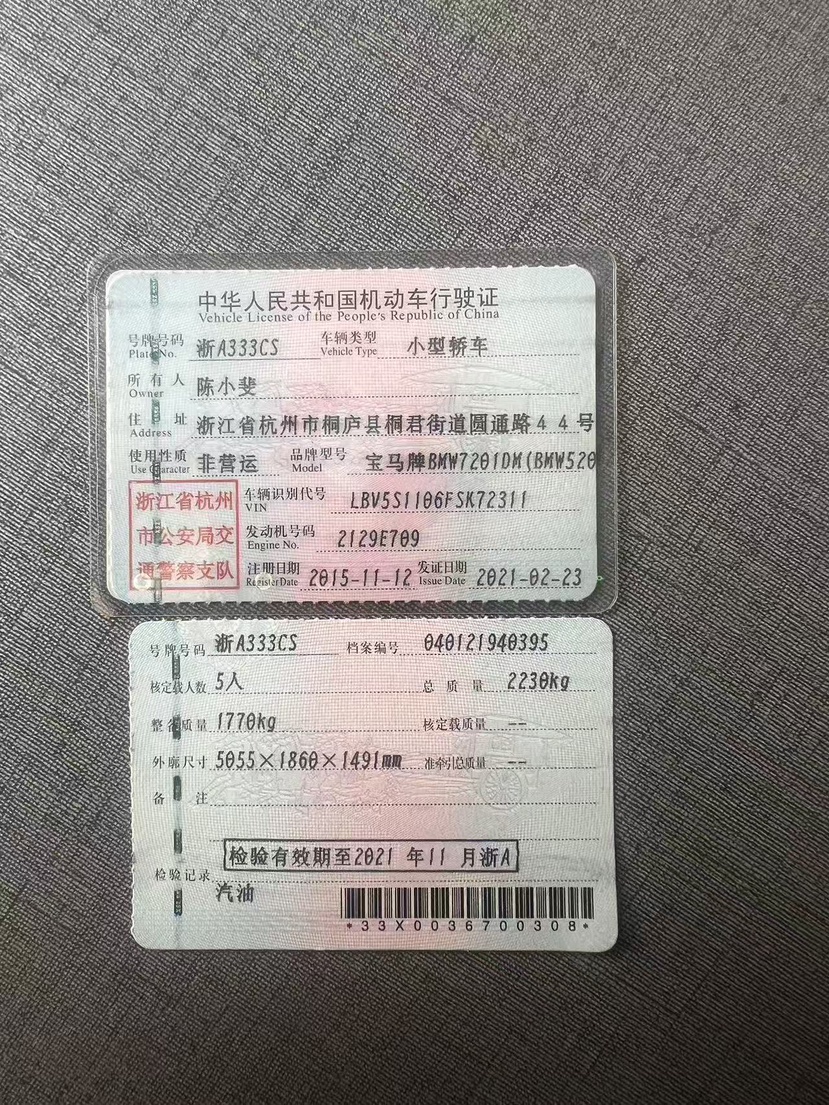 中华人民共和国机动车行驶证
Vehicle License of the People's Republic of China
号牌号码 浙A333CS 车辆类型 小型轿车
Plate No. Vehicle Type
所有人 陈小斐
Owner
住址 浙江省杭州市桐庐县桐君街道圆通路44号
Address
使用性质 非营运 品牌型号 宝马牌BMW7201DM(BMW520
Use Character Model
浙江省杭州
市公安局交
通警察支队
车辆识别代号 LBV5S1106FSK72311
VIN
发动机号码 2129E709
Engine No.
注册日期 2015-11-12 发证日期 2021-02-23
Register Date Issue Date
号牌号码 浙A333CS 档案编号 040121940395
核定载人数 5人 总质量 2230kg
整备质量 1770kg 核定载质量 --
外廓尺寸 5055×1860×1491mm 准牵引总质量 --
备注
检验有效期至2021年11月浙A
检验记录
汽油
*33X0036700308*